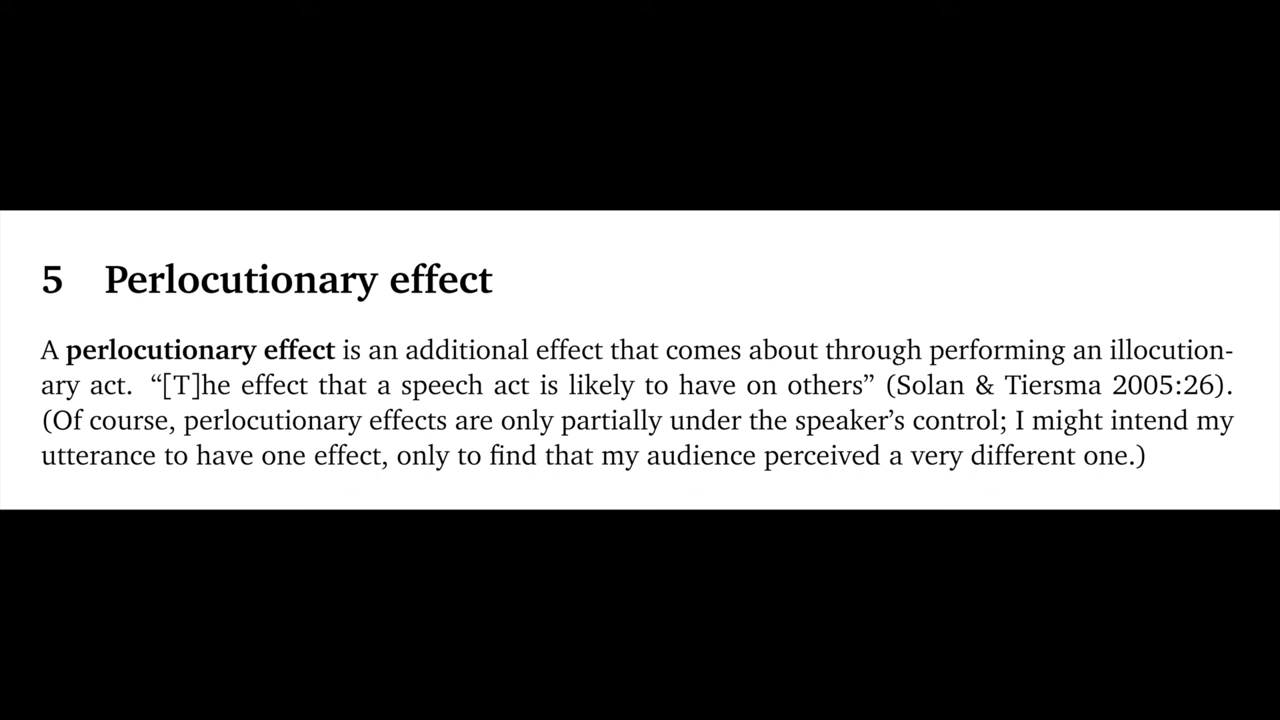 5 Perlocutionary effect
A perlocutionary effect is an additional effect that comes about through performing an illocution-
ary act. “[T]he effect that a speech act is likely to have on others” (Solan & Tiersma 2005:26).
(Of course, perlocutionary effects are only partially under the speaker’s control; I might intend my
utterance to have one effect, only to find that my audience perceived a very different one.)